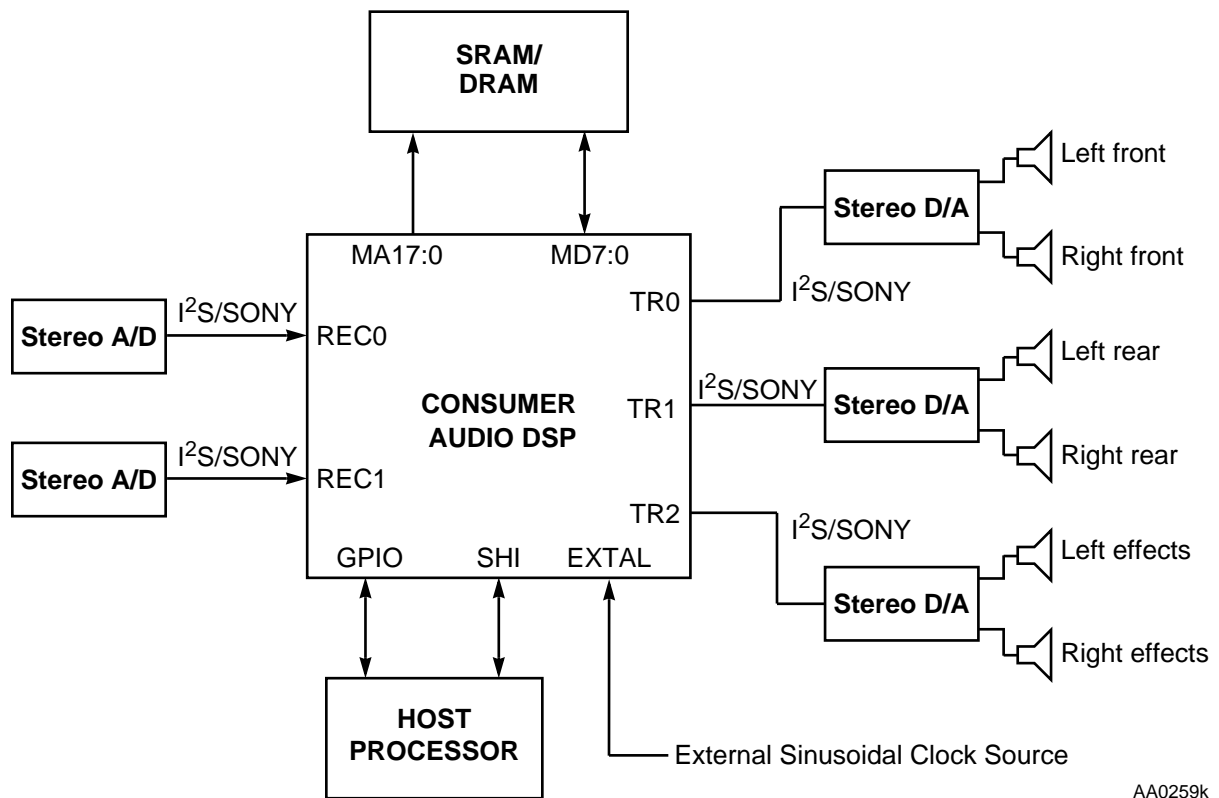 SRAM/
DRAM
MA17:0
MD7:0
Stereo D/A
Left front
Right front
TR0
I²S/SONY
Stereo A/D
I²S/SONY
REC0
CONSUMER
AUDIO DSP
TR1
I²S/SONY
Stereo D/A
Left rear
Right rear
Stereo A/D
I²S/SONY
REC1
TR2
I²S/SONY
Stereo D/A
Left effects
Right effects
GPIO
SHI
EXTAL
HOST
PROCESSOR
External Sinusoidal Clock Source
AA0259k